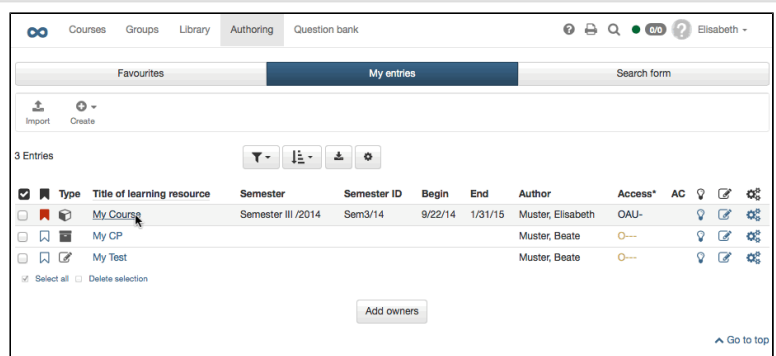 Courses Groups Library Authoring Question bank 0/0 Elisabeth
Favourites My entries Search form
Import Create
3 Entries
Type Title of learning resource Semester Semester ID Begin End Author Access* AC
My Course Semester III /2014 Sem3/14 9/22/14 1/31/15 Muster, Elisabeth OAU-
My CP Muster, Beate O---
My Test Muster, Beate O---
Select all Delete selection
Add owners
Go to top